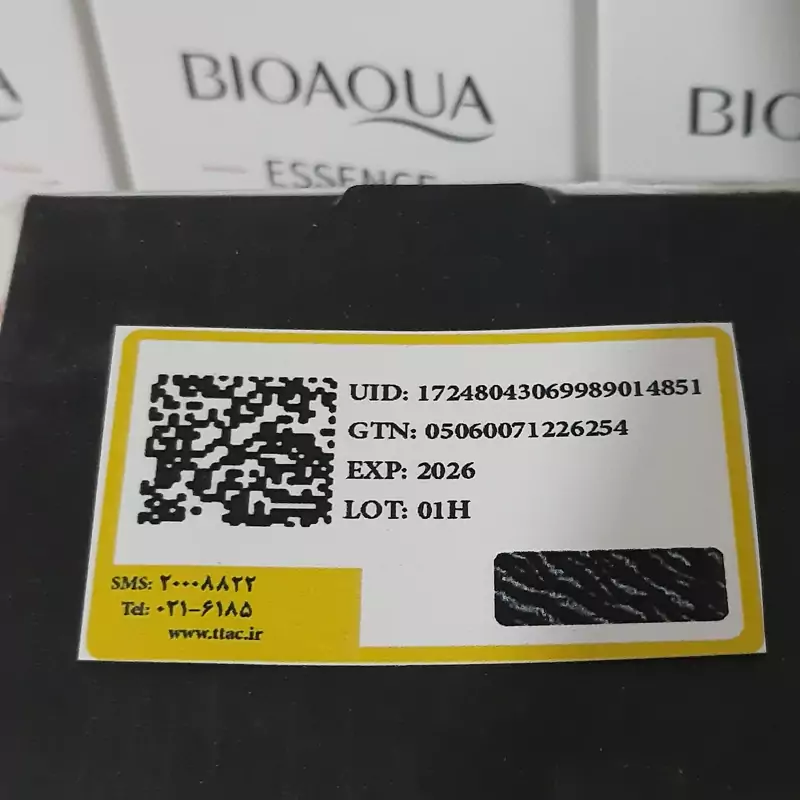 BIOAQUA
BIO
ESSENCE
UID: 17248043069989014851
GTN: 05060071226254
EXP: 2026
LOT: 01H
SMS: ۲۰۰۰۸۸۲۲
Tel: ۰۲۱-۶۱۸۵
www.ttac.ir